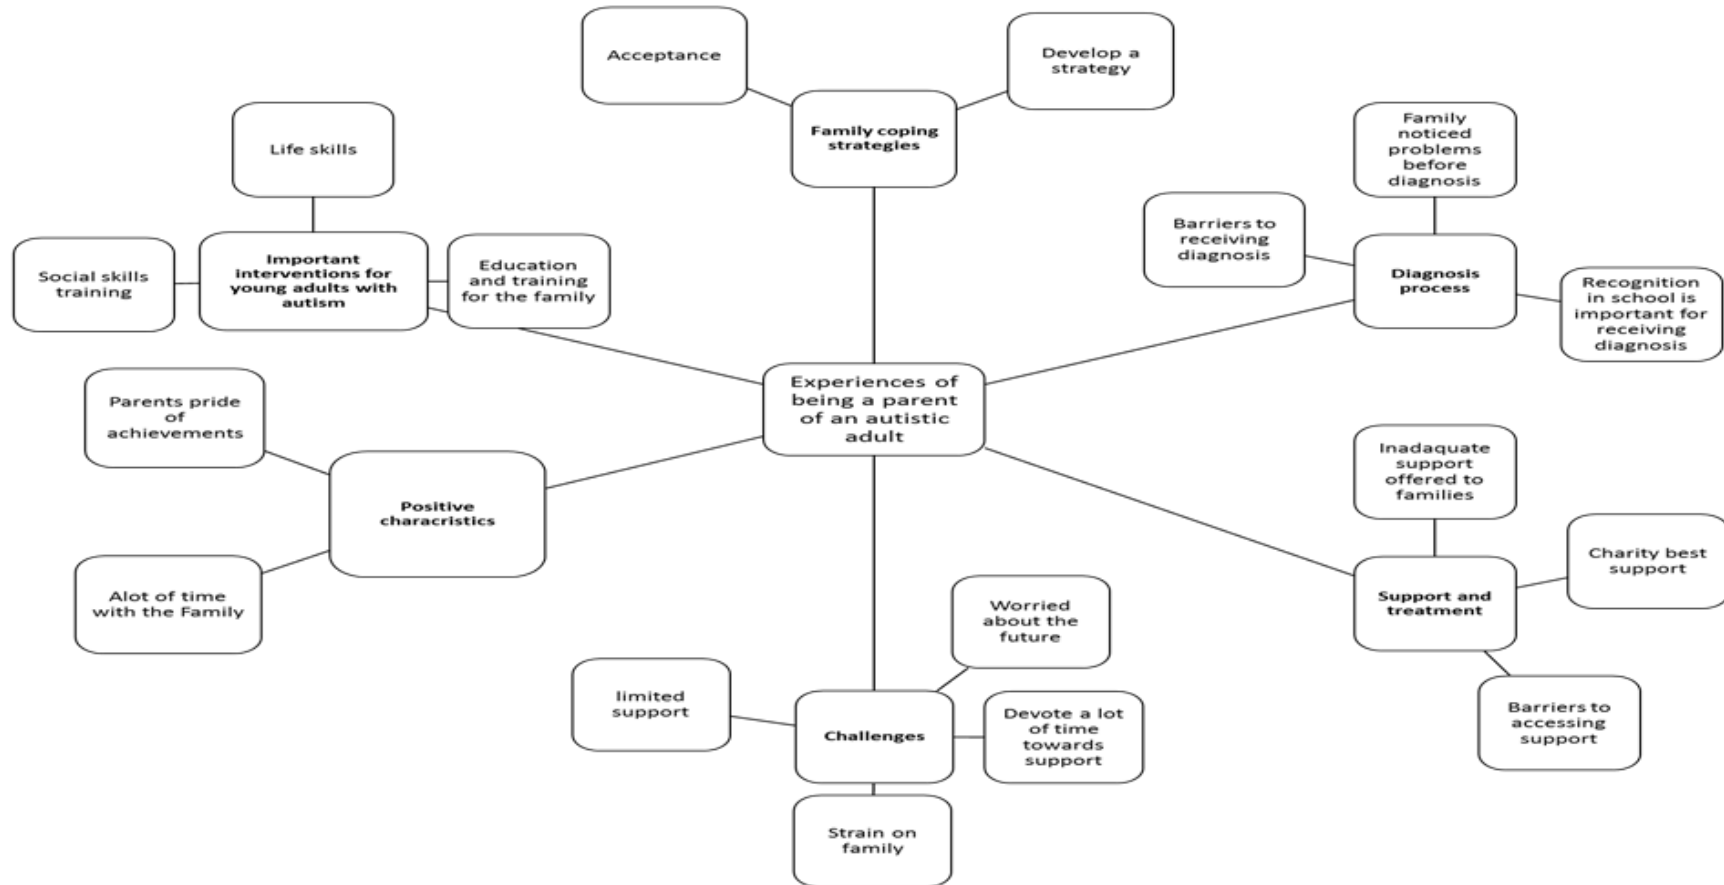 Acceptance
Develop a
strategy
Family coping
strategies
Life skills
Social skills
training
Important
interventions for
young adults with
autism
Education
and training
for the family
Family
noticed
problems
before
diagnosis
Barriers to
receiving
diagnosis
Diagnosis
process
Recognition
in school is
important for
receiving
diagnosis
Experiences of
being a parent
of an autistic
adult
Parents pride
of
achievements
Positive
characristics
Alot of time
with the Family
Inadaquate
support
offered to
families
Charity best
support
Support and
treatment
Barriers to
accessing
support
Worried
about the
future
limited
support
Challenges
Devote a lot
of time
towards
support
Strain on
family